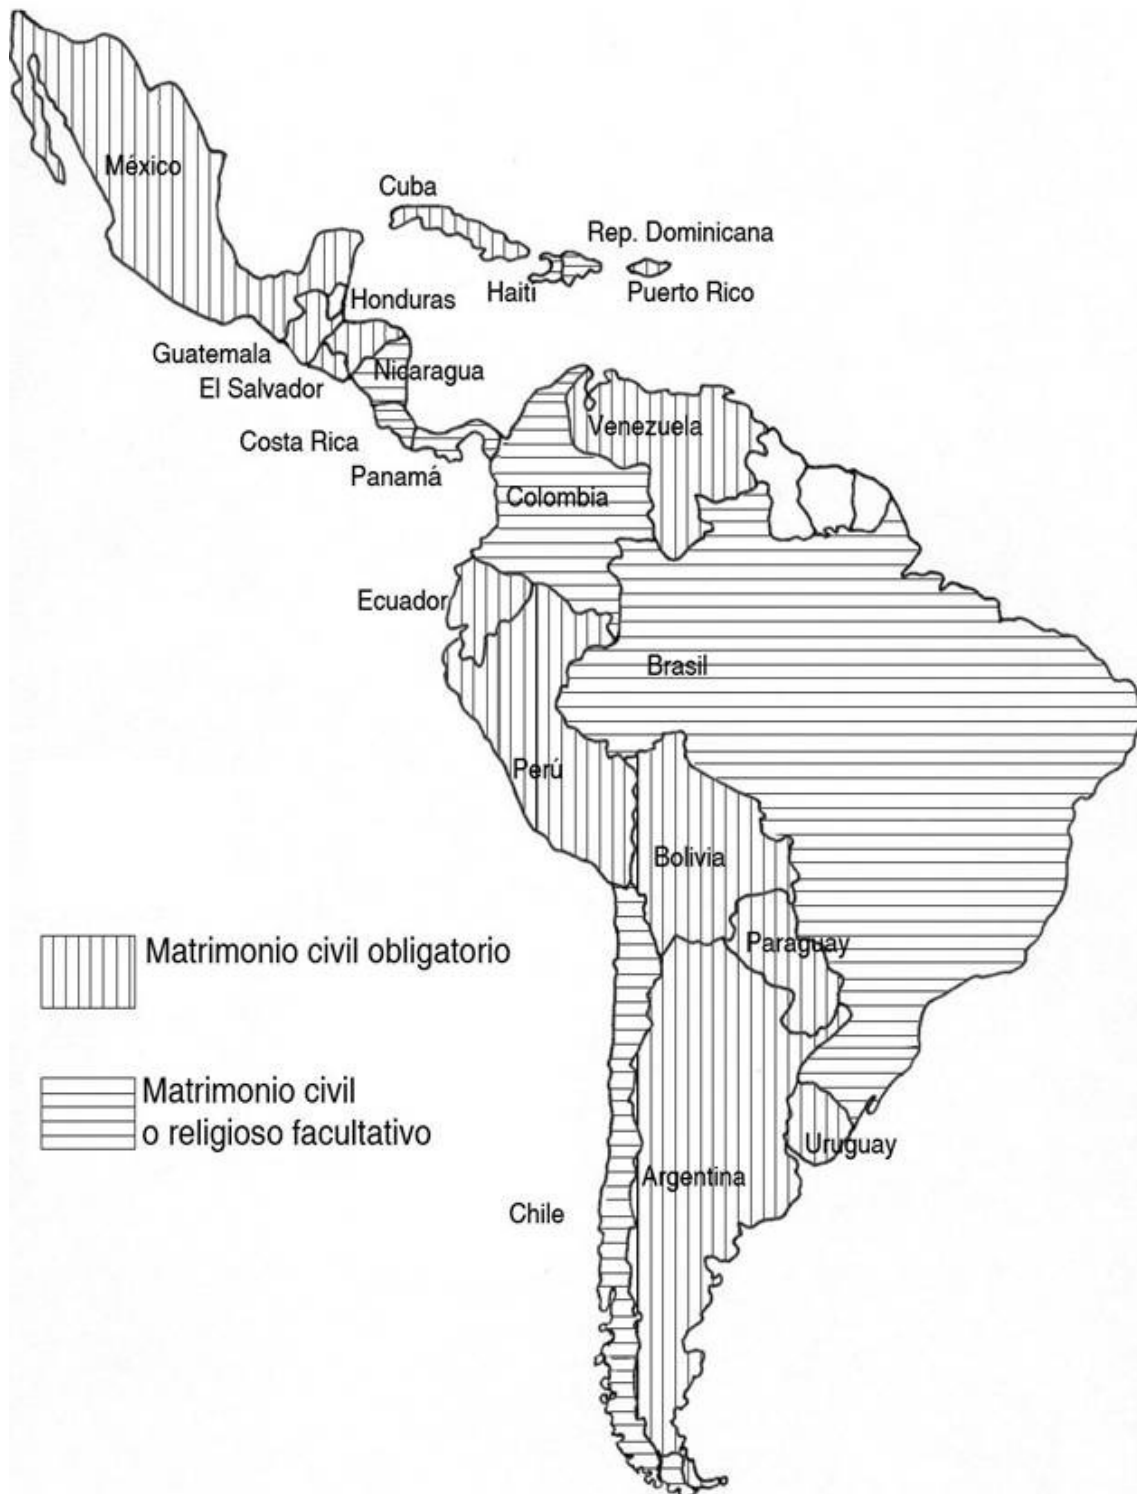 México
Cuba
Rep. Dominicana
Haiti
Puerto Rico
Honduras
Guatemala
Nicaragua
El Salvador
Costa Rica
Panamá
Venezuela
Colombia
Ecuador
Brasil
Perú
Bolivia
Paraguay
Matrimonio civil obligatorio
Matrimonio civil
o religioso facultativo
Uruguay
Argentina
Chile